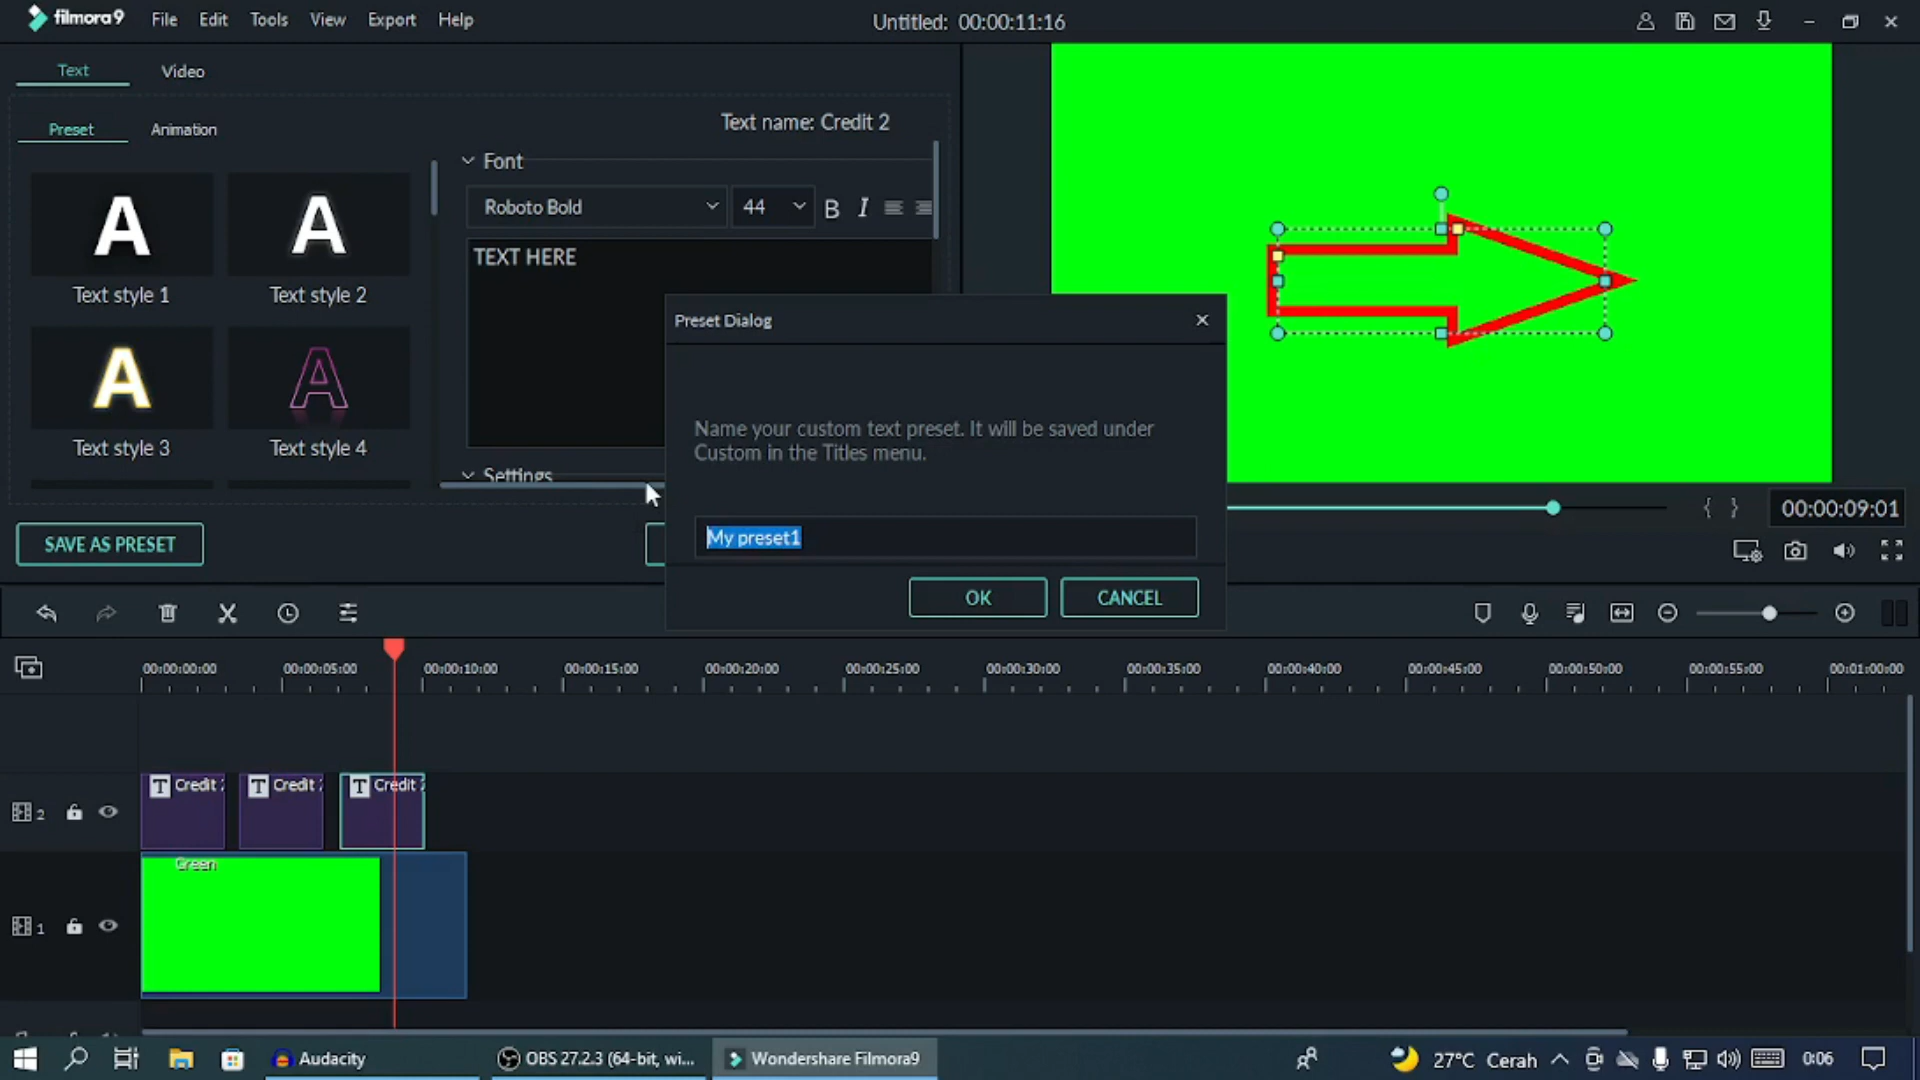 filmora9 File Edit Tools View Export Help Untitled: 00:00:11:16
Text Video
Preset Animation Text name: Credit 2
Font
Roboto Bold 44 B I
TEXT HERE
A A
Text style 1 Text style 2
A A
Text style 3 Text style 4
Settings
SAVE AS PRESET
Preset Dialog
Name your custom text preset. It will be saved under
Custom in the Titles menu.
My preset1
OK CANCEL
{ } 00:00:09:01
00:00:00:00 00:00:05:00 00:00:10:00 00:00:15:00 00:00:20:00 00:00:25:00 00:00:30:00 00:00:35:00 00:00:40:00 00:00:45:00 00:00:50:00 00:00:55:00 00:01:00:00
2 T Credit T Credit T Credit
Green
1
Audacity OBS 27.2.3 (64-bit, wi... Wondershare Filmora9 27°C Cerah 0:06